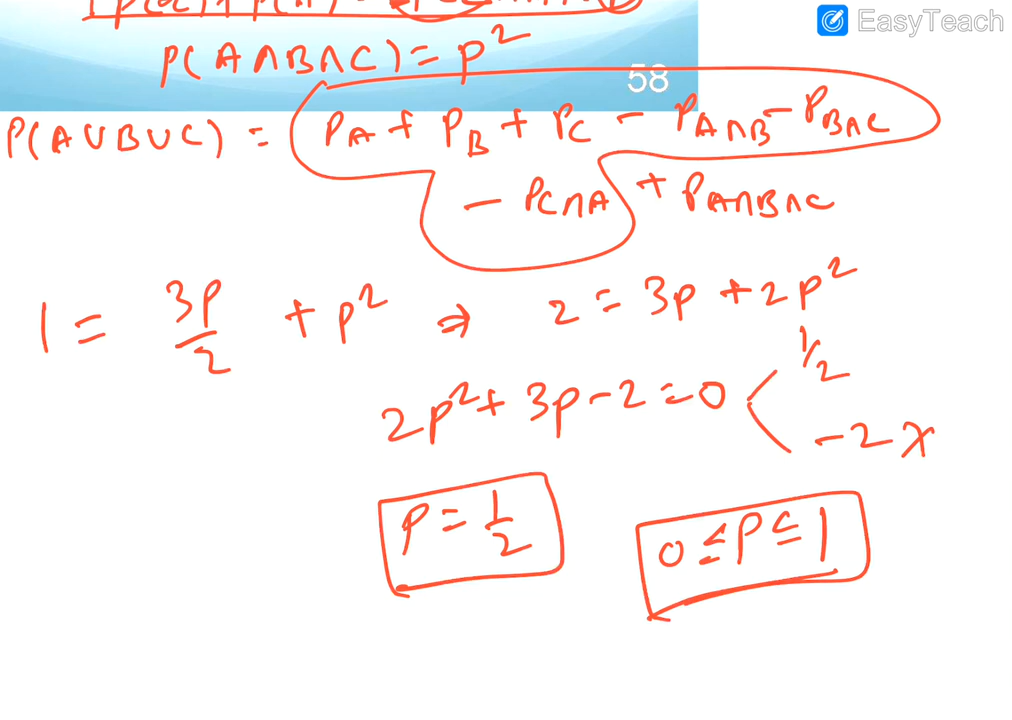 EasyTeach
P(A∩B∩C) = p²
58
P(A∪B∪C) = P_A + P_B + P_C - P_A∩B - P_B∩C
- P_C∩A + P_A∩B∩C
1 = 3p/2 + p² ⇒ 2 = 3p + 2p²
2p² + 3p - 2 = 0 < 1/2
-2 x
P = 1/2
0 ≤ P ≤ 1